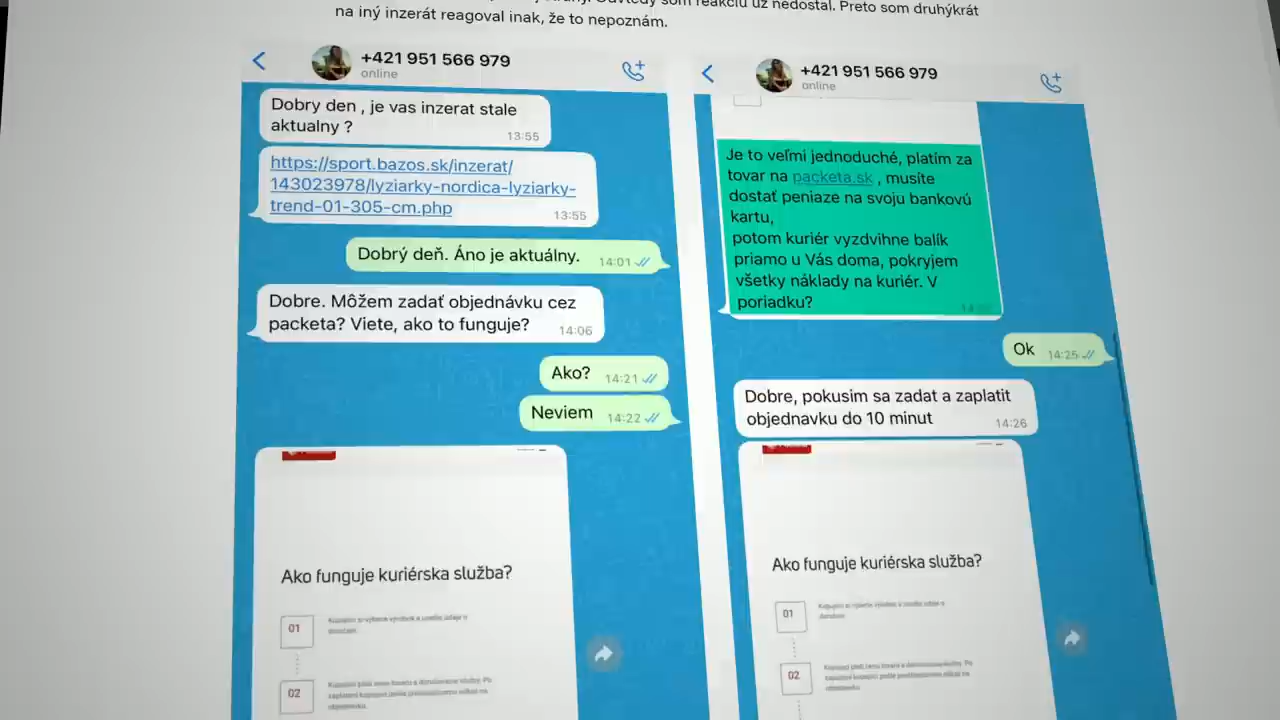 už nedostal. Preto som druhýkrát
na iný inzerát reagoval inak, že to nepoznám.
+421 951 566 979
online
Dobry den , je vas inzerat stale
aktualny ?
13:55
https://sport.bazos.sk/inzerat/
143023978/lyziarky-nordica-lyziarky-
trend-01-305-cm.php
13:55
Dobrý deň. Áno je aktuálny.
14:01
Dobre. Môžem zadať objednávku cez
packeta? Viete, ako to funguje?
14:06
Ako?
14:21
Neviem
14:22
Ako funguje kuriérska služba?
01
02
+421 951 566 979
online
Je to veľmi jednoduché, platím za
tovar na packeta.sk , musíte
dostať peniaze na svoju bankovú
kartu,
potom kuriér vyzdvihne balík
priamo u Vás doma, pokryjem
všetky náklady na kuriér. V
poriadku?
Ok
14:25
Dobre, pokusim sa zadat a zaplatit
objednavku do 10 minut
14:26
Ako funguje kuriérska služba?
01
02